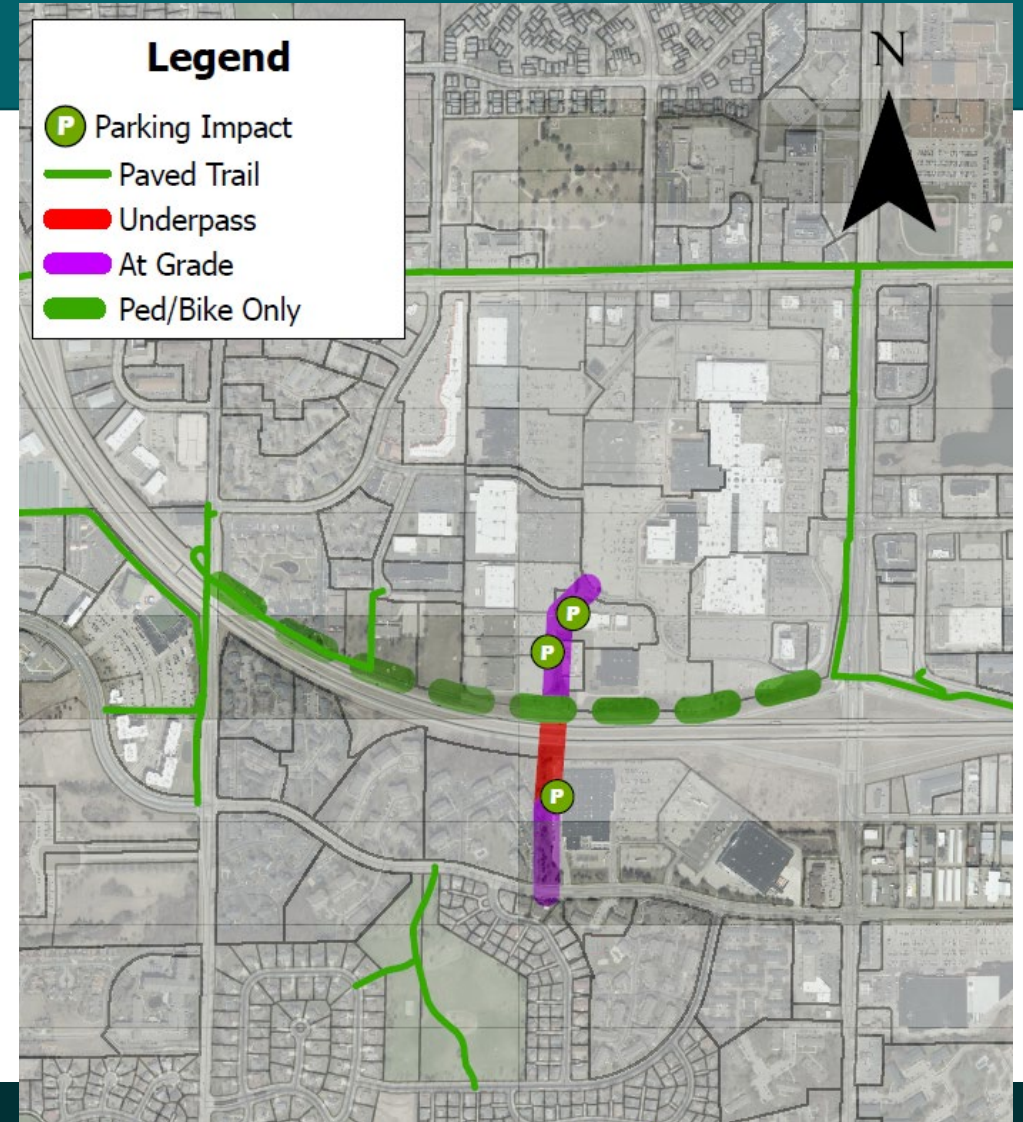 Legend
P Parking Impact
Paved Trail
Underpass
At Grade
Ped/Bike Only
N
P
P
P